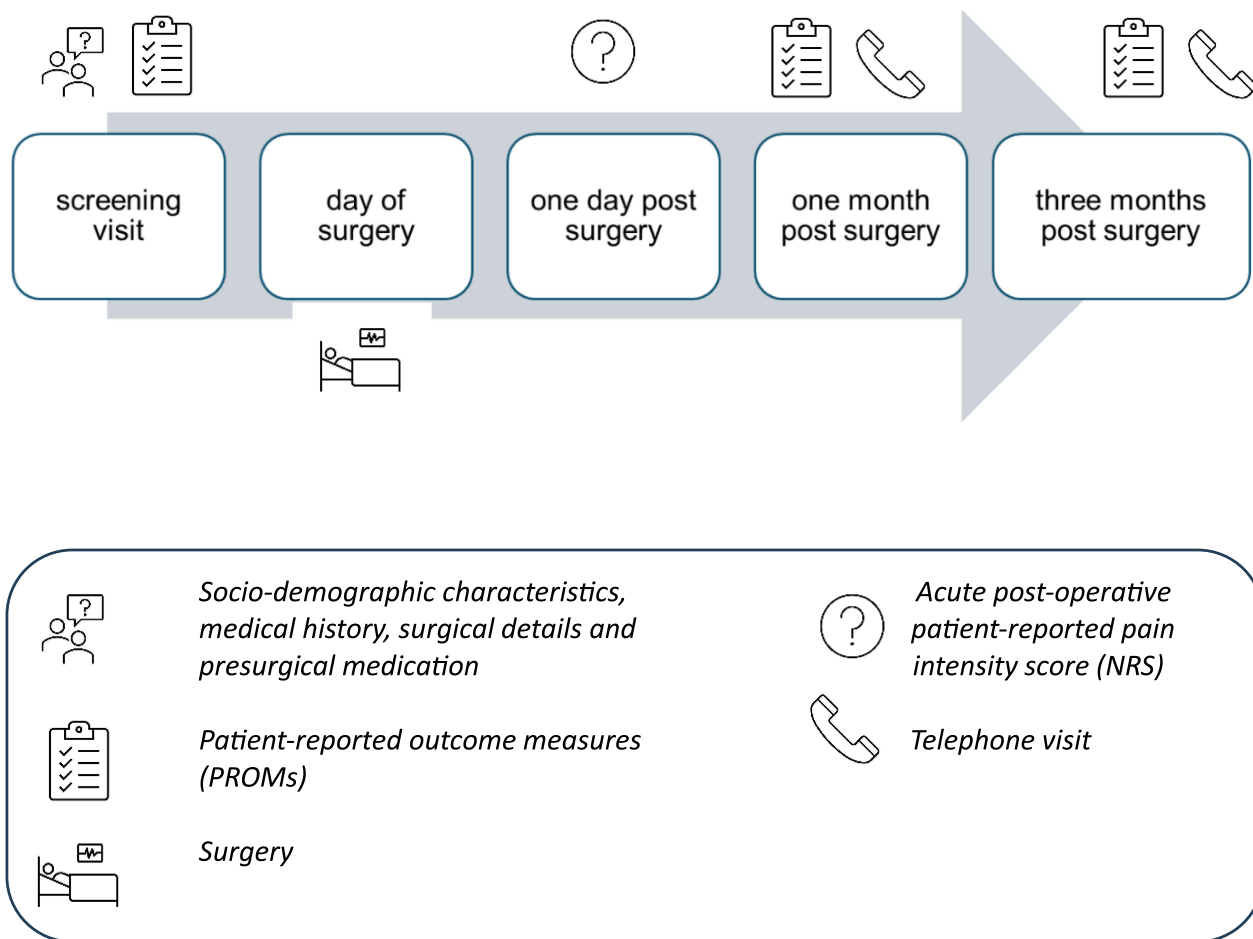 screening
visit
day of
surgery
one day post
surgery
one month
post surgery
three months
post surgery
Socio-demographic characteristics,
medical history, surgical details and
presurgical medication
Patient-reported outcome measures
(PROMs)
Surgery
Acute post-operative
patient-reported pain
intensity score (NRS)
Telephone visit